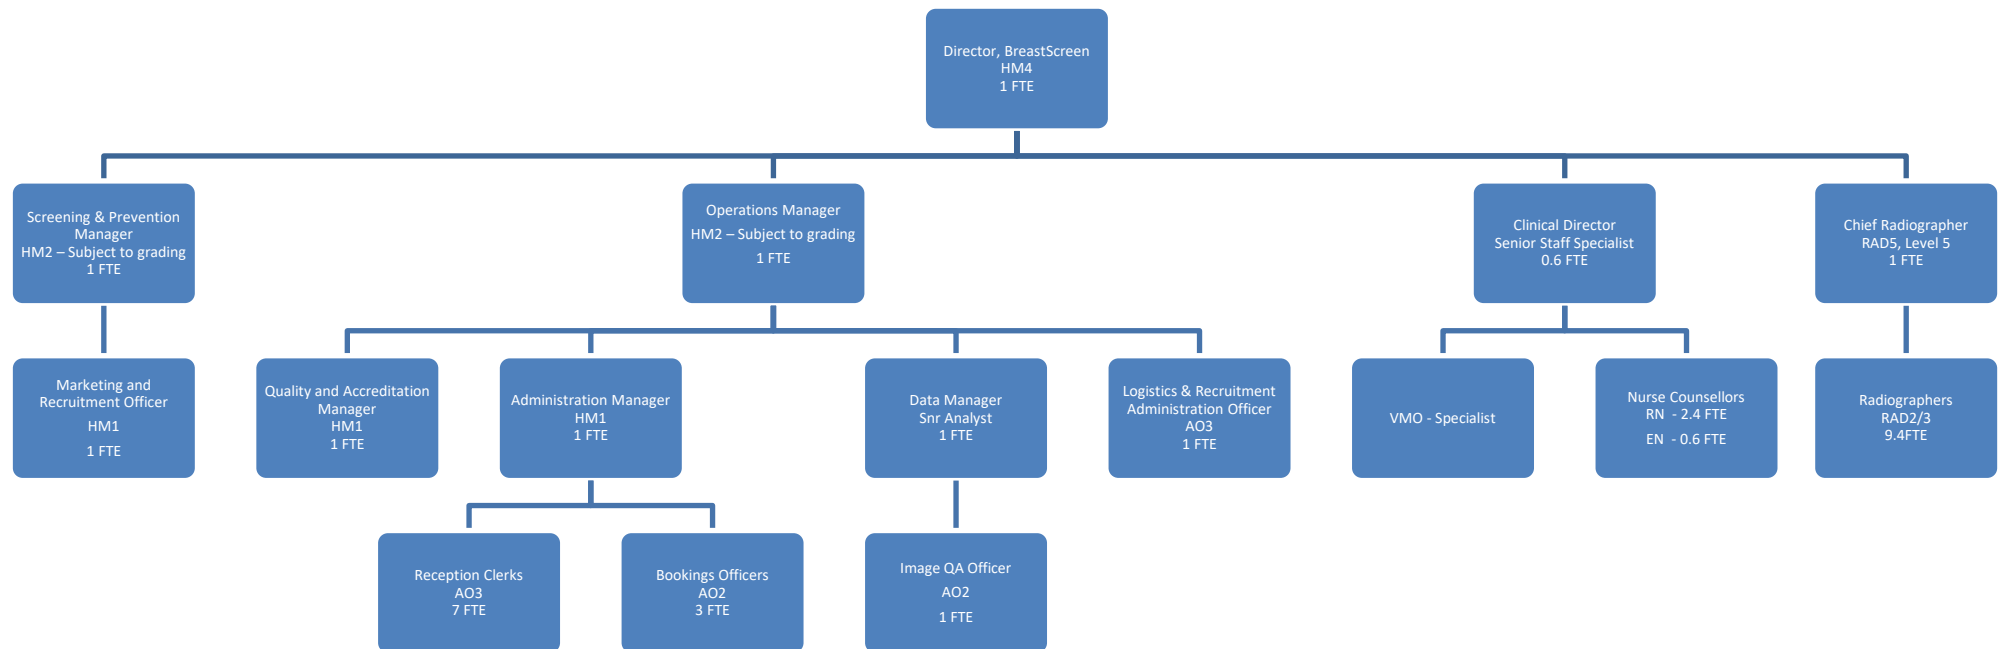 Director, BreastScreen
HM4
1 FTE
Screening & Prevention
Manager
HM2 – Subject to grading
1 FTE
Operations Manager
HM2 – Subject to grading
1 FTE
Clinical Director
Senior Staff Specialist
0.6 FTE
Chief Radiographer
RAD5, Level 5
1 FTE
Marketing and
Recruitment Officer
HM1
1 FTE
Quality and Accreditation
Manager
HM1
1 FTE
Administration Manager
HM1
1 FTE
Data Manager
Snr Analyst
1 FTE
Logistics & Recruitment
Administration Officer
AO3
1 FTE
VMO - Specialist
Nurse Counsellors
RN - 2.4 FTE
EN - 0.6 FTE
Radiographers
RAD2/3
9.4FTE
Reception Clerks
AO3
7 FTE
Bookings Officers
AO2
3 FTE
Image QA Officer
AO2
1 FTE